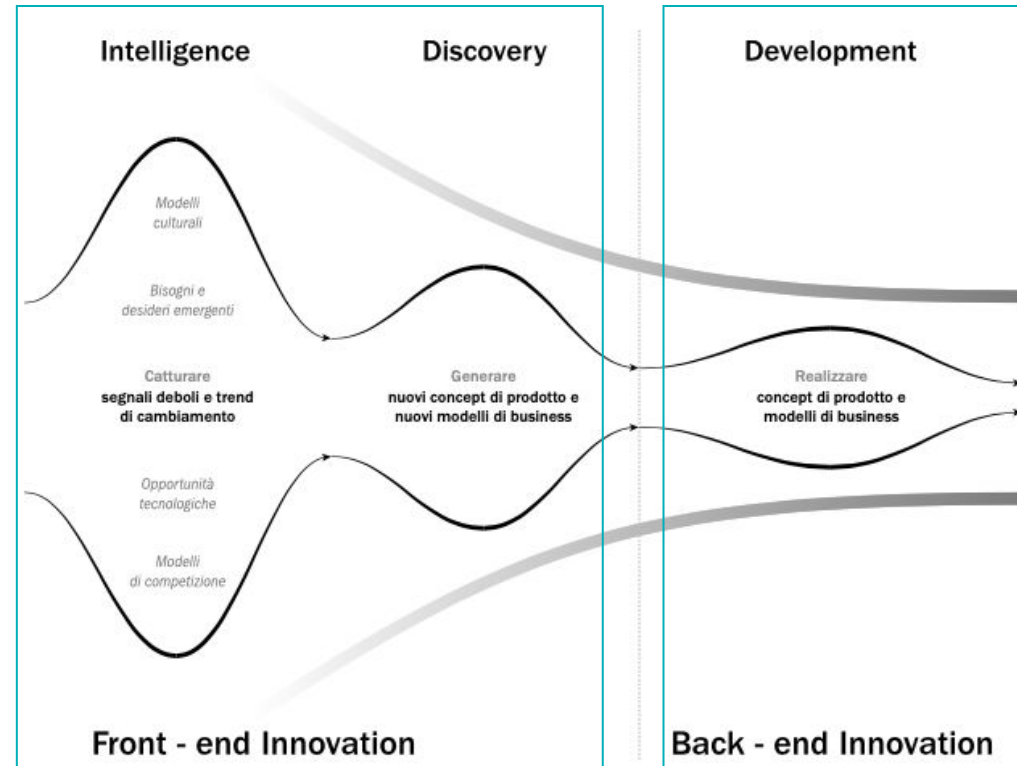 Intelligence
Modelli
culturali
Bisogni e
desideri emergenti
Catturare
segnali deboli e trend
di cambiamento
Opportunità
tecnologiche
Modelli
di competizione
Discovery
Generare
nuovi concept di prodotto e
nuovi modelli di business
Front - end Innovation
Development
Realizzare
concept di prodotto e
modelli di business
Back - end Innovation